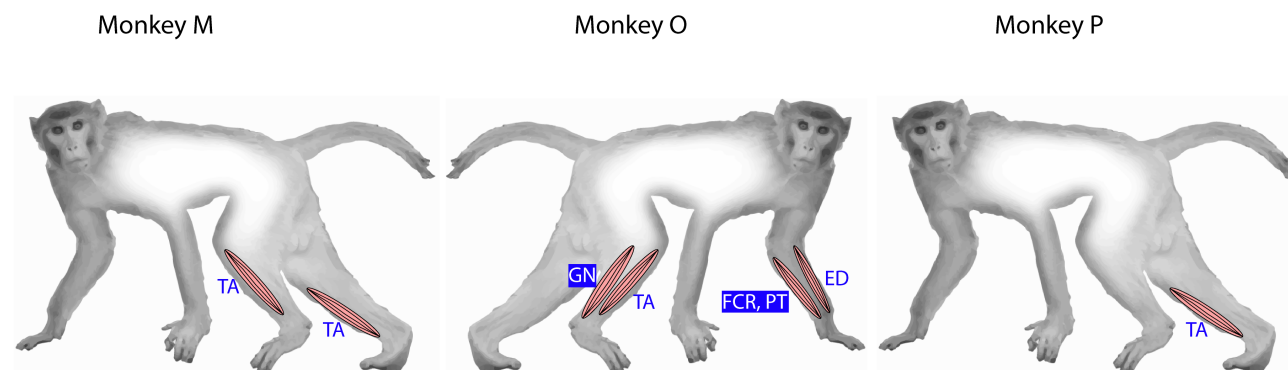 Monkey M
Monkey O
Monkey P
TA
TA
GN
TA
FCR, PT
ED
TA